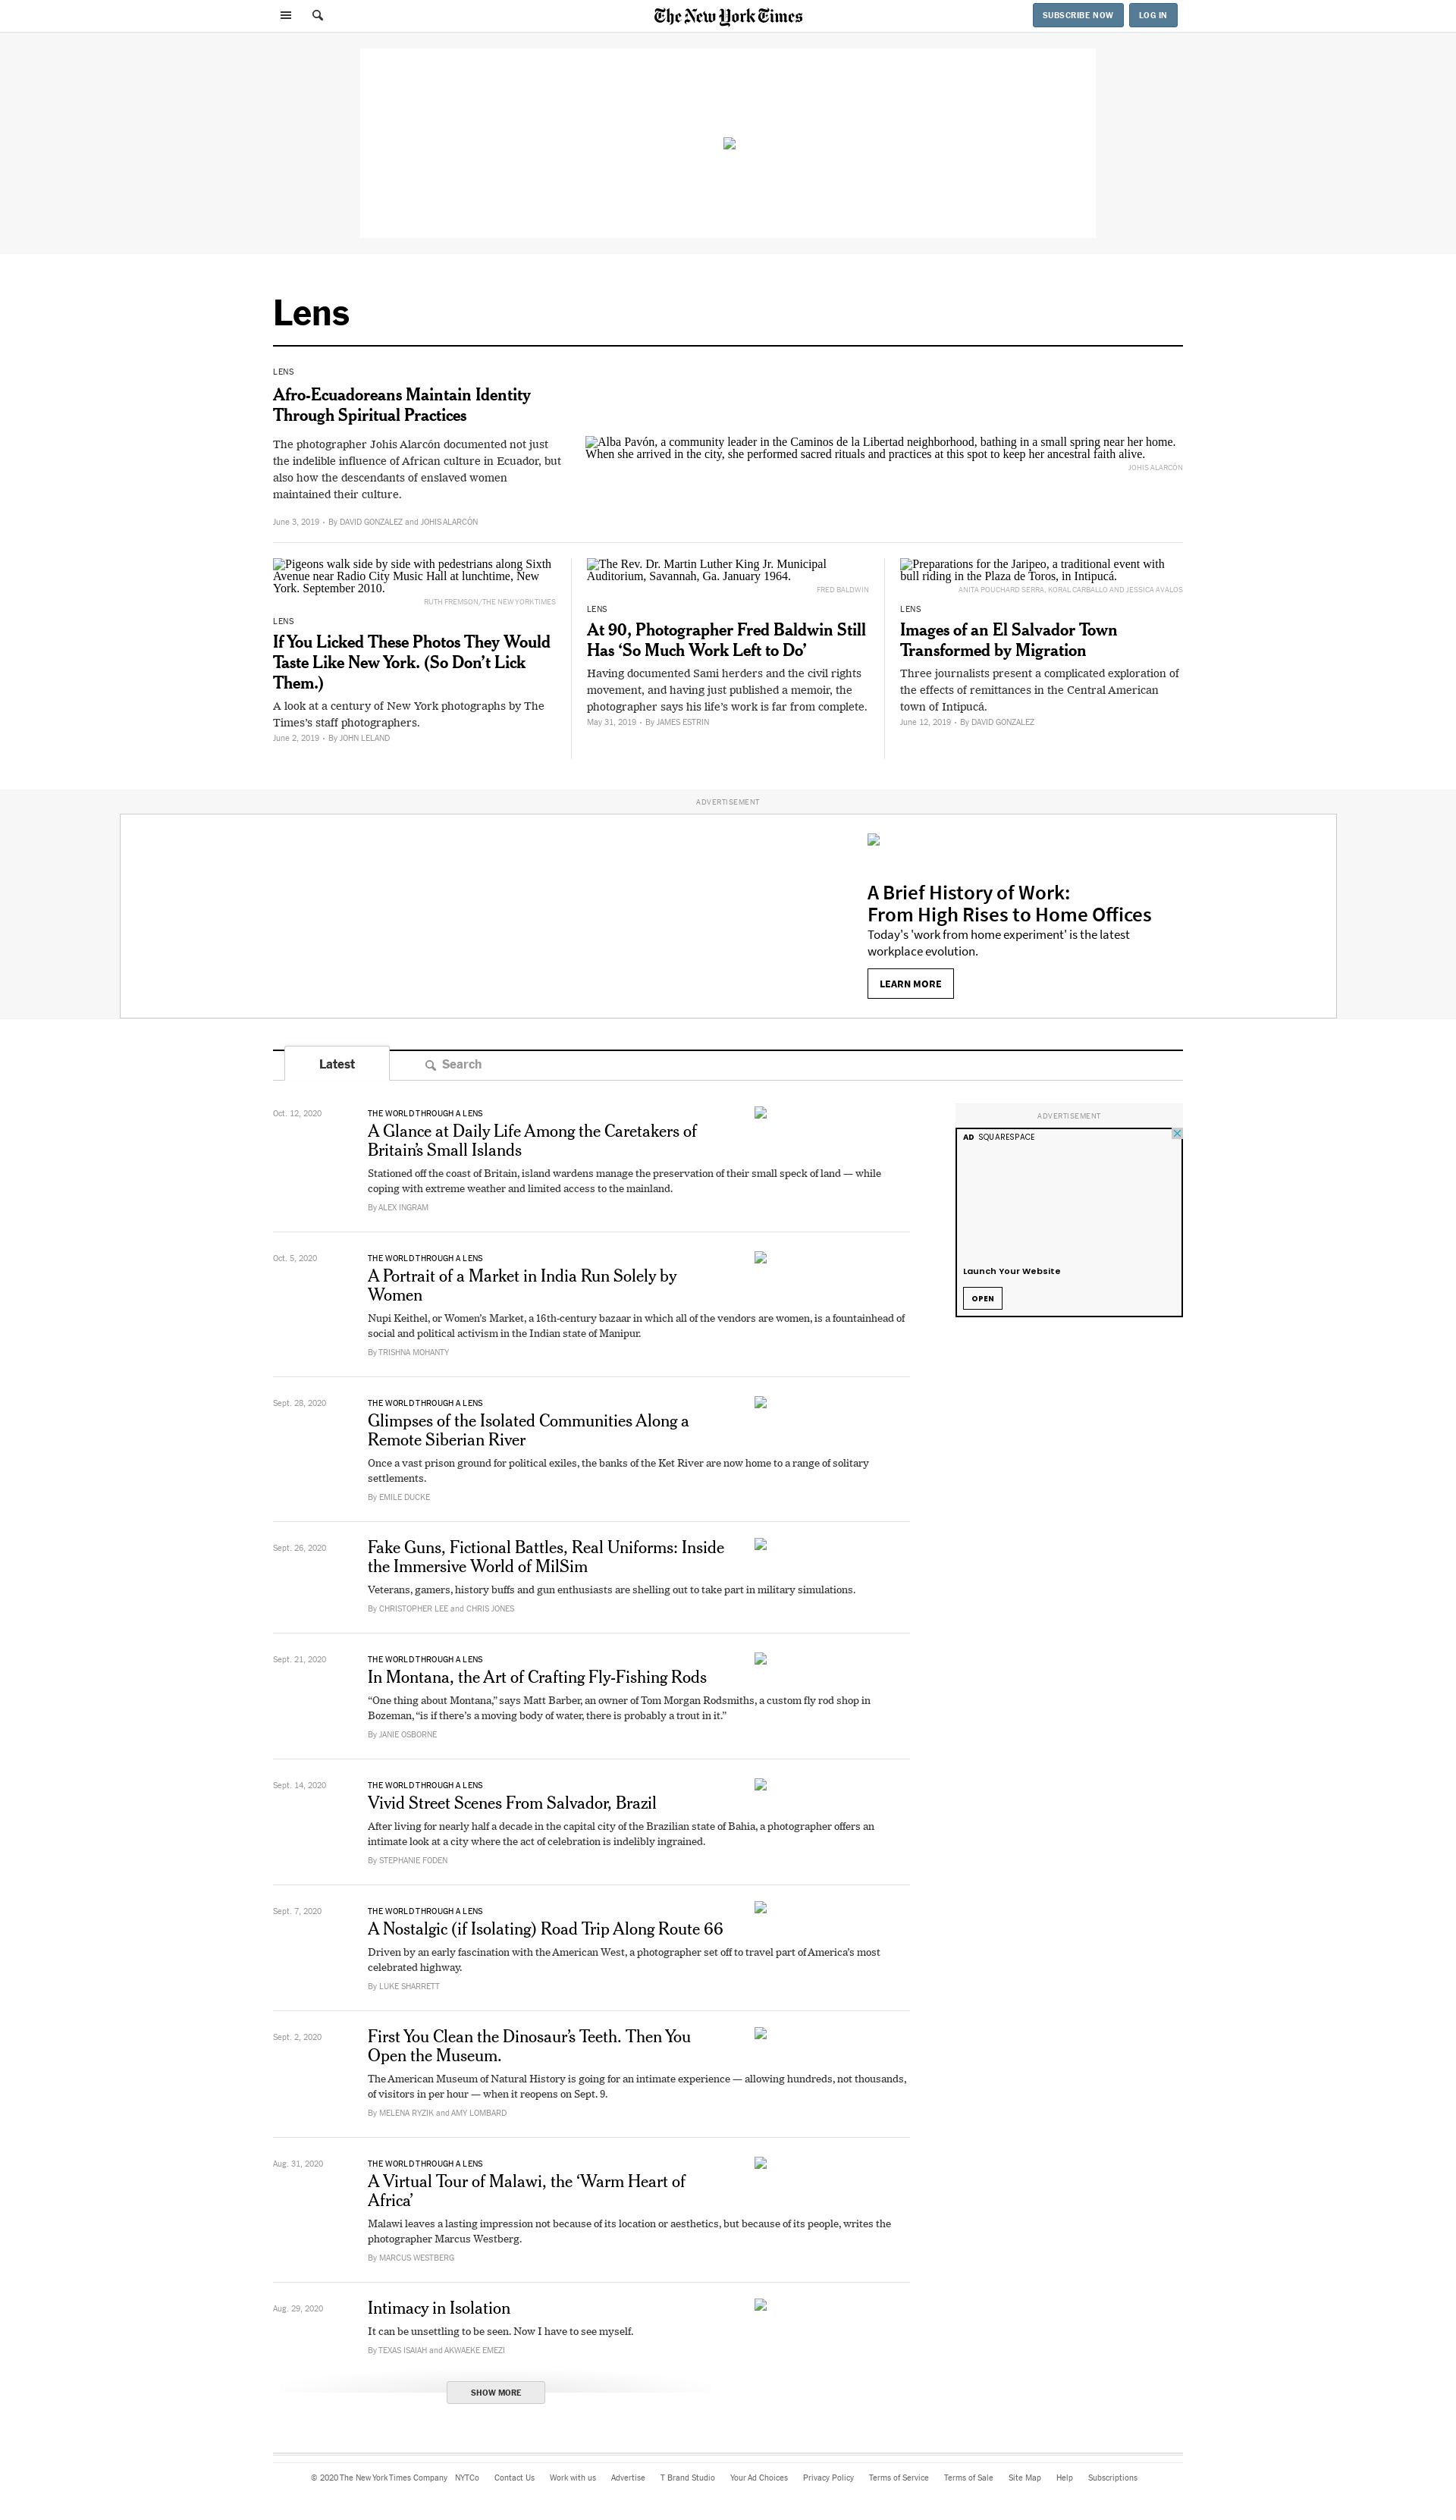 The New York Times
SUBSCRIBE NOW
LOG IN
Lens
LENS
Afro-Ecuadoreans Maintain Identity
Through Spiritual Practices
The photographer Johis Alarcón documented not just
the indelible influence of African culture in Ecuador, but
also how the descendants of enslaved women
maintained their culture.
June 3, 2019 • By DAVID GONZALEZ and JOHIS ALARCÓN
Alba Pavón, a community leader in the Caminos de la Libertad neighborhood, bathing in a small spring near her home.
When she arrived in the city, she performed sacred rituals and practices at this spot to keep her ancestral faith alive.
JOHIS ALARCÓN
Pigeons walk side by side with pedestrians along Sixth
Avenue near Radio City Music Hall at lunchtime, New
York. September 2010.
RUTH FREMSON/THE NEW YORK TIMES
LENS
If You Licked These Photos They Would
Taste Like New York. (So Don’t Lick
Them.)
A look at a century of New York photographs by The
Times’s staff photographers.
June 2, 2019 • By JOHN LELAND
The Rev. Dr. Martin Luther King Jr. Municipal
Auditorium, Savannah, Ga. January 1964.
FRED BALDWIN
LENS
At 90, Photographer Fred Baldwin Still
Has ‘So Much Work Left to Do’
Having documented Sami herders and the civil rights
movement, and having just published a memoir, the
photographer says his life’s work is far from complete.
May 31, 2019 • By JAMES ESTRIN
Preparations for the Jaripeo, a traditional event with
bull riding in the Plaza de Toros, in Intipucá.
ANITA POUCHARD SERRA, KORAL CARBALLO AND JESSICA AVALOS
LENS
Images of an El Salvador Town
Transformed by Migration
Three journalists present a complicated exploration of
the effects of remittances in the Central American
town of Intipucá.
June 12, 2019 • By DAVID GONZALEZ
ADVERTISEMENT
A Brief History of Work:
From High Rises to Home Offices
Today's 'work from home experiment' is the latest
workplace evolution.
LEARN MORE
Latest
Search
Oct. 12, 2020
THE WORLD THROUGH A LENS
A Glance at Daily Life Among the Caretakers of
Britain’s Small Islands
Stationed off the coast of Britain, island wardens manage the preservation of their small speck of land — while
coping with extreme weather and limited access to the mainland.
By ALEX INGRAM
ADVERTISEMENT
AD SQUARESPACE
Launch Your Website
OPEN
Oct. 5, 2020
THE WORLD THROUGH A LENS
A Portrait of a Market in India Run Solely by
Women
Nupi Keithel, or Women's Market, a 16th-century bazaar in which all of the vendors are women, is a fountainhead of
social and political activism in the Indian state of Manipur.
By TRISHNA MOHANTY
Sept. 28, 2020
THE WORLD THROUGH A LENS
Glimpses of the Isolated Communities Along a
Remote Siberian River
Once a vast prison ground for political exiles, the banks of the Ket River are now home to a range of solitary
settlements.
By EMILE DUCKE
Sept. 26, 2020
Fake Guns, Fictional Battles, Real Uniforms: Inside
the Immersive World of MilSim
Veterans, gamers, history buffs and gun enthusiasts are shelling out to take part in military simulations.
By CHRISTOPHER LEE and CHRIS JONES
Sept. 21, 2020
THE WORLD THROUGH A LENS
In Montana, the Art of Crafting Fly-Fishing Rods
“One thing about Montana,” says Matt Barber, an owner of Tom Morgan Rodsmiths, a custom fly rod shop in
Bozeman, “is if there’s a moving body of water, there is probably a trout in it.”
By JANIE OSBORNE
Sept. 14, 2020
THE WORLD THROUGH A LENS
Vivid Street Scenes From Salvador, Brazil
After living for nearly half a decade in the capital city of the Brazilian state of Bahia, a photographer offers an
intimate look at a city where the act of celebration is indelibly ingrained.
By STEPHANIE FODEN
Sept. 7, 2020
THE WORLD THROUGH A LENS
A Nostalgic (if Isolating) Road Trip Along Route 66
Driven by an early fascination with the American West, a photographer set off to travel part of America’s most
celebrated highway.
By LUKE SHARRETT
Sept. 2, 2020
First You Clean the Dinosaur’s Teeth. Then You
Open the Museum.
The American Museum of Natural History is going for an intimate experience — allowing hundreds, not thousands,
of visitors in per hour — when it reopens on Sept. 9.
By MELENA RYZIK and AMY LOMBARD
Aug. 31, 2020
THE WORLD THROUGH A LENS
A Virtual Tour of Malawi, the ‘Warm Heart of
Africa’
Malawi leaves a lasting impression not because of its location or aesthetics, but because of its people, writes the
photographer Marcus Westberg.
By MARCUS WESTBERG
Aug. 29, 2020
Intimacy in Isolation
It can be unsettling to be seen. Now I have to see myself.
By TEXAS ISAIAH and AKWAEKE EMEZI
SHOW MORE
© 2020 The New York Times Company NYTCo Contact Us Work with us Advertise T Brand Studio Your Ad Choices Privacy Policy Terms of Service Terms of Sale Site Map Help Subscriptions